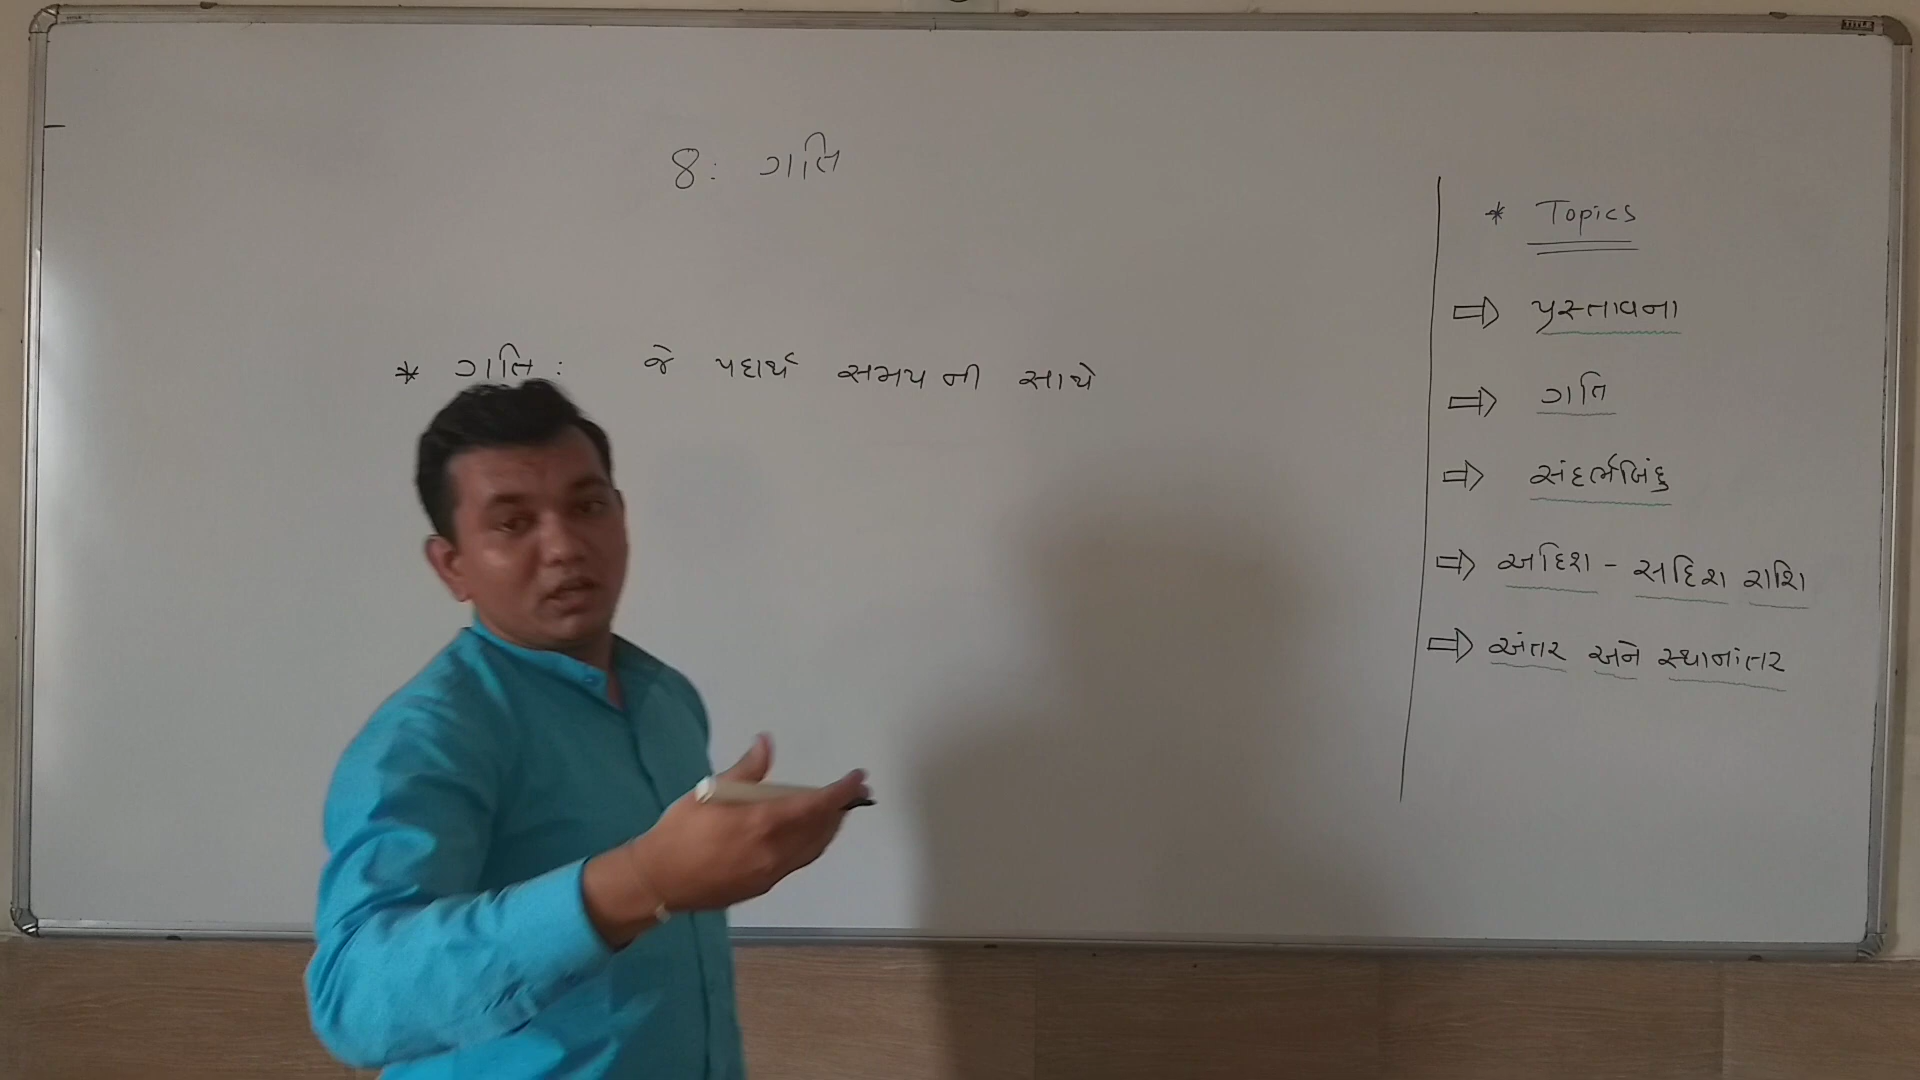 8: ગતિ
* ગતિ : જે પદાર્થ સમય ની સાથે
* Topics
⇒ પ્રસ્તાવના
⇒ ગતિ
⇒ સંદર્ભબિંદુ
⇒ અદિશ - સદિશ રાશિ
⇒ અંતર અને સ્થાનાંતર